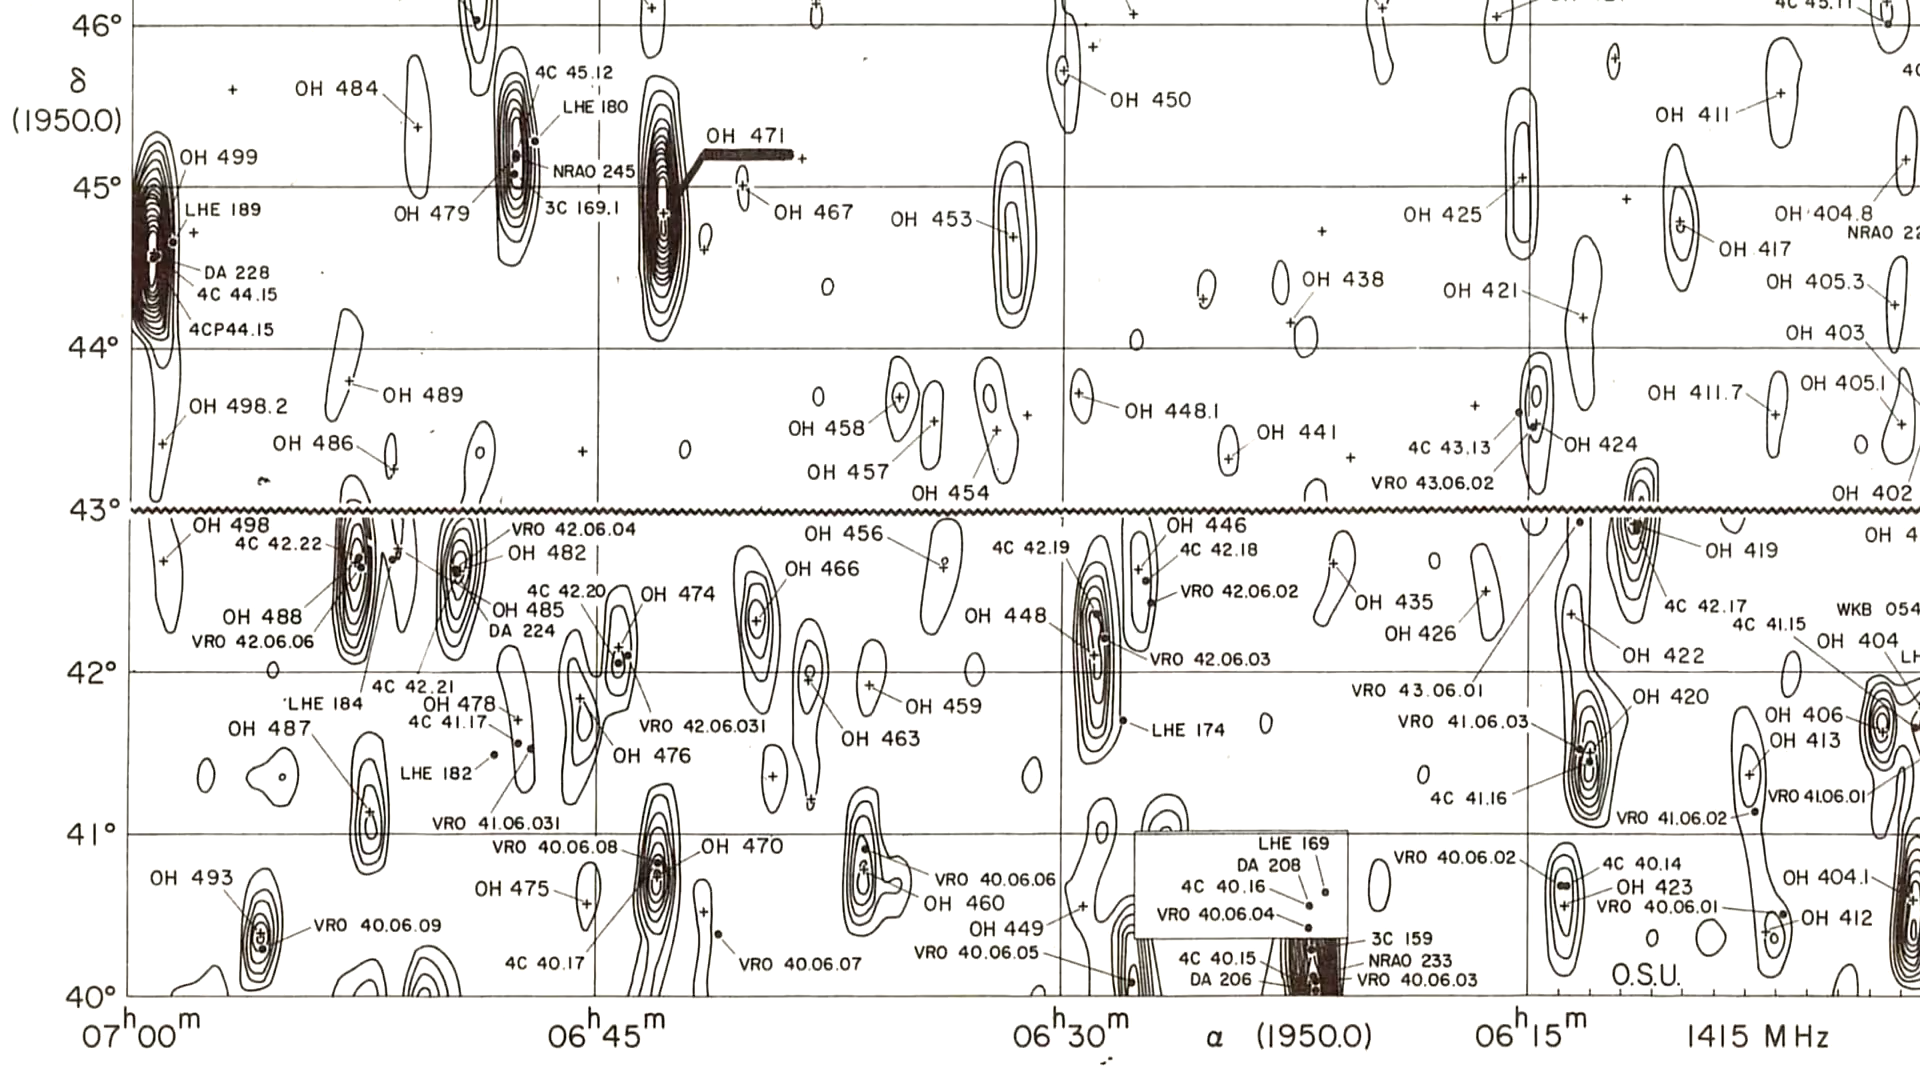 46°
4C 45.11
δ
(1950.0)
OH 484
4C 45.12
LHE 180
OH 450
OH 411
OH 471
OH 499
45°
NRAO 245
LHE 189
OH 479
3C 169.1
OH 467
OH 453
OH 425
OH 404.8
NRAO 22
OH 417
DA 228
4C 44.15
4CP44.15
OH 438
OH 421
OH 405.3
44°
OH 403
OH 489
OH 498.2
OH 458
OH 448.1
OH 411.7
OH 405.1
OH 486
OH 457
OH 441
4C 43.13
OH 424
OH 454
VRO 43.06.02
OH 402
43°
OH 498
4C 42.22
VRO 42.06.04
OH 482
OH 456
4C 42.19
OH 446
4C 42.18
OH 419
OH 4
OH 466
4C 42.20
OH 474
VRO 42.06.02
OH 488
VRO 42.06.06
OH 485
DA 224
OH 448
OH 435
OH 426
4C 42.17
WKB 054
4C 41.15
OH 404
VRO 42.06.03
OH 422
42°
4C 42.21
LHE 184
OH 478
4C 41.17
OH 487
VRO 42.06.031
OH 459
VRO 43.06.01
OH 420
VRO 41.06.03
OH 406
OH 413
OH 463
LHE 174
OH 476
LHE 182
4C 41.16
VRO 41.06.01
VRO 41.06.02
VRO 41.06.031
41°
VRO 40.06.08
OH 470
LHE 169
DA 208
4C 40.16
VRO 40.06.04
VRO 40.06.02
4C 40.14
OH 423
VRO 40.06.01
OH 404.1
OH 493
OH 475
VRO 40.06.06
OH 460
OH 412
VRO 40.06.09
OH 449
VRO 40.06.05
3C 159
NRAO 233
VRO 40.06.03
4C 40.15
DA 206
4C 40.17
VRO 40.06.07
O.S.U.
40°
07h00m
06h45m
06h30m
α (1950.0)
06h15m
1415 MHz